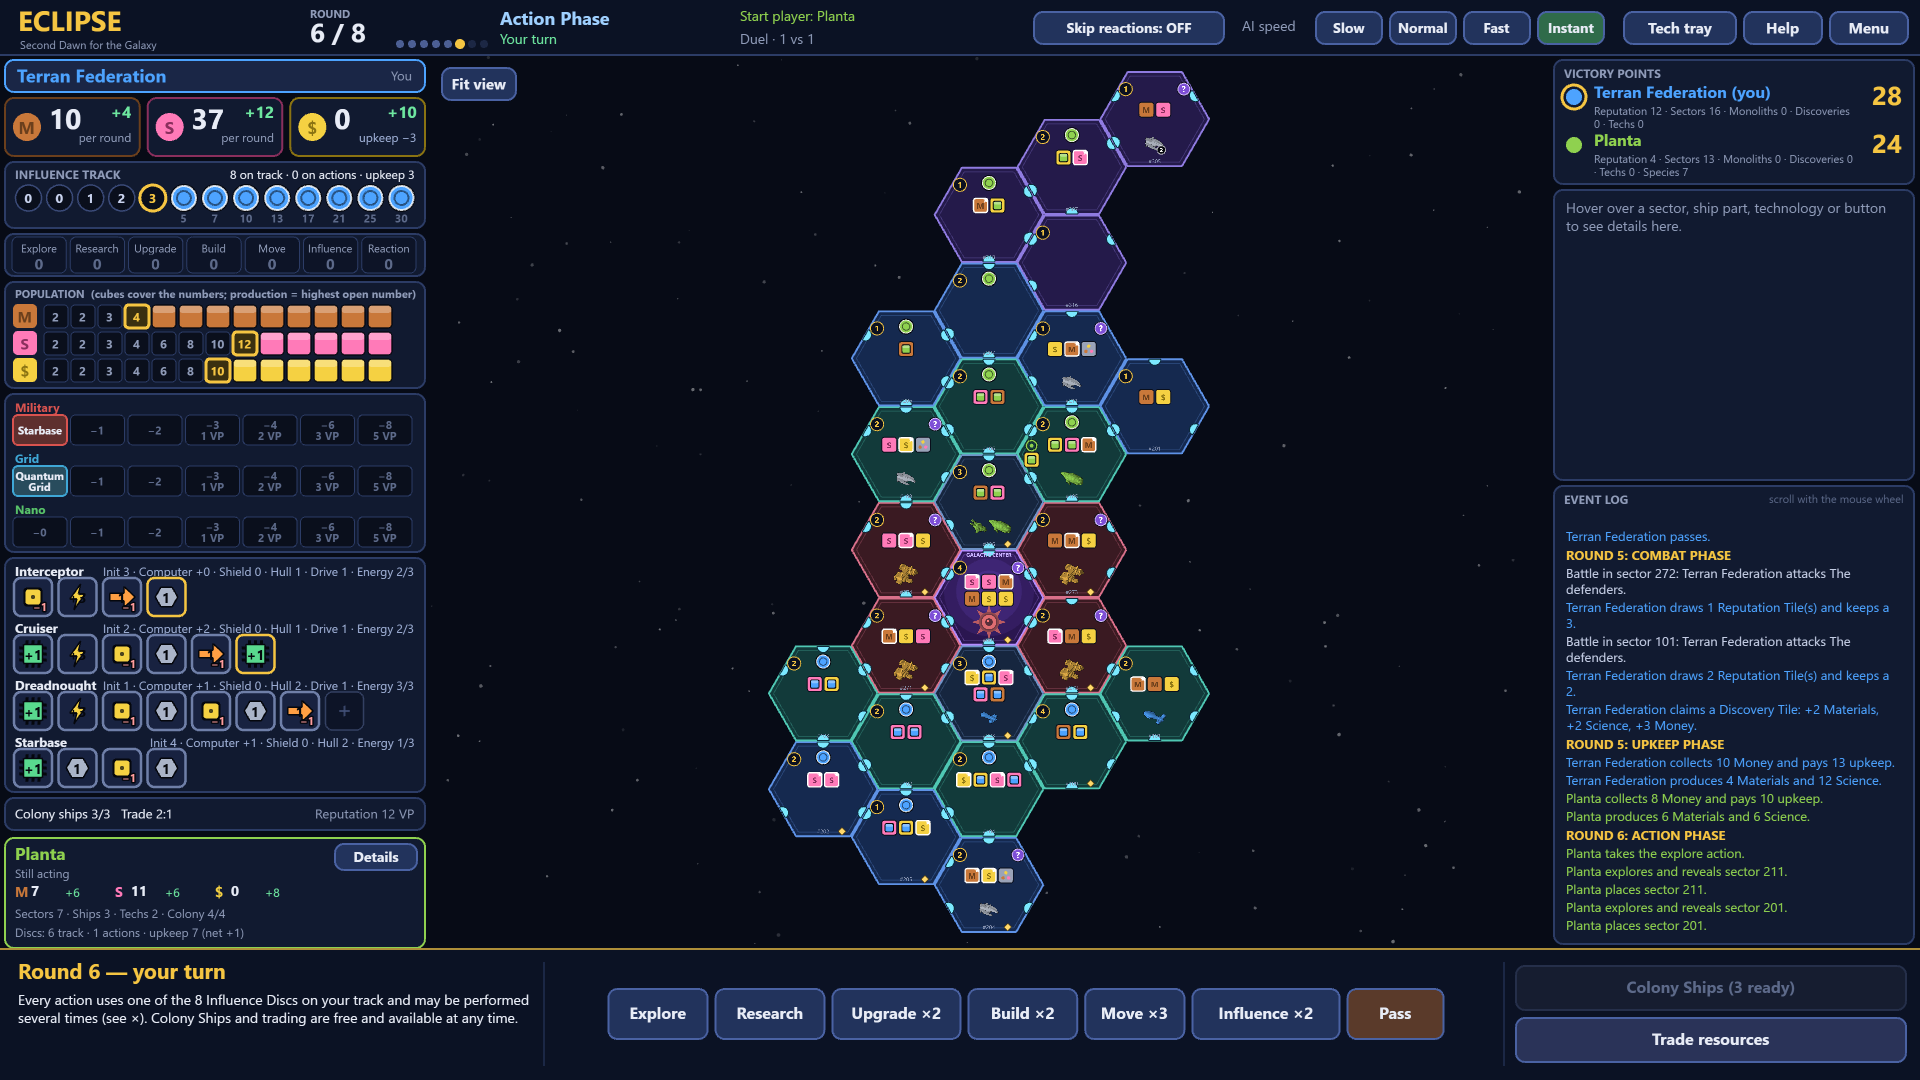 ECLIPSE
Second Dawn for the Galaxy
ROUND
6 / 8
Action Phase
Your turn
Start player: Planta
Duel · 1 vs 1
Skip reactions: OFF
AI speed
Slow
Normal
Fast
Instant
Tech tray
Help
Menu
Terran Federation
You
M 10 +4 per round
S 37 +12 per round
$ 0 +10 upkeep −3
INFLUENCE TRACK
8 on track · 0 on actions · upkeep 3
0 0 1 2 3
5 7 10 13 17 21 25 30
Explore Research Upgrade Build Move Influence Reaction
0 0 0 0 0 0 0
POPULATION (cubes cover the numbers; production = highest open number)
M 2 2 3 4
S 2 2 3 4 6 8 10 12
$ 2 2 3 4 6 8 10
Military
Starbase −1 −2 −3 1 VP −4 2 VP −6 3 VP −8 5 VP
Grid
Quantum Grid −1 −2 −3 1 VP −4 2 VP −6 3 VP −8 5 VP
Nano
−0 −1 −2 −3 1 VP −4 2 VP −6 3 VP −8 5 VP
Interceptor Init 3 · Computer +0 · Shield 0 · Hull 1 · Drive 1 · Energy 2/3
Cruiser Init 2 · Computer +2 · Shield 0 · Hull 1 · Drive 1 · Energy 2/3
Dreadnought Init 1 · Computer +1 · Shield 0 · Hull 2 · Drive 1 · Energy 3/3
Starbase Init 4 · Computer +1 · Shield 0 · Hull 2 · Energy 1/3
Colony ships 3/3 Trade 2:1 Reputation 12 VP
Planta
Details
Still acting
M 7 +6 S 11 +6 $ 0 +8
Sectors 7 · Ships 3 · Techs 2 · Colony 4/4
Discs: 6 track · 1 actions · upkeep 7 (net +1)
Fit view
GALACTIC CENTER
VICTORY POINTS
Terran Federation (you)
28
Reputation 12 · Sectors 16 · Monoliths 0 · Discoveries
0 · Techs 0
Planta
24
Reputation 4 · Sectors 13 · Monoliths 0 · Discoveries 0
· Techs 0 · Species 7
Hover over a sector, ship part, technology or button
to see details here.
EVENT LOG
scroll with the mouse wheel
Terran Federation passes.
ROUND 5: COMBAT PHASE
Battle in sector 272: Terran Federation attacks The
defenders.
Terran Federation draws 1 Reputation Tile(s) and keeps a
3.
Battle in sector 101: Terran Federation attacks The
defenders.
Terran Federation draws 2 Reputation Tile(s) and keeps a
2.
Terran Federation claims a Discovery Tile: +2 Materials,
+2 Science, +3 Money.
ROUND 5: UPKEEP PHASE
Terran Federation collects 10 Money and pays 13 upkeep.
Terran Federation produces 4 Materials and 12 Science.
Planta collects 8 Money and pays 10 upkeep.
Planta produces 6 Materials and 6 Science.
ROUND 6: ACTION PHASE
Planta takes the explore action.
Planta explores and reveals sector 211.
Planta places sector 211.
Planta explores and reveals sector 201.
Planta places sector 201.
Round 6 — your turn
Every action uses one of the 8 Influence Discs on your track and may be performed
several times (see ×). Colony Ships and trading are free and available at any time.
Explore
Research
Upgrade ×2
Build ×2
Move ×3
Influence ×2
Pass
Colony Ships (3 ready)
Trade resources